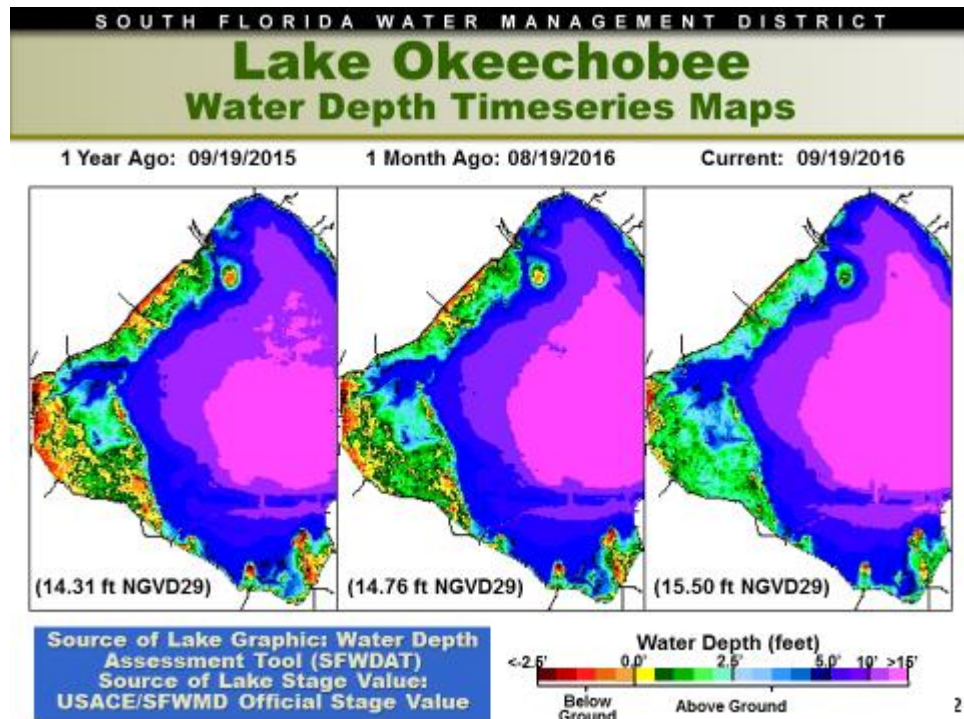 SOUTH FLORIDA WATER MANAGEMENT DISTRICT
Lake Okeechobee
Water Depth Timeseries Maps
1 Year Ago: 09/19/2015
1 Month Ago: 08/19/2016
Current: 09/19/2016
(14.31 ft NGVD29)
(14.76 ft NGVD29)
(15.50 ft NGVD29)
Source of Lake Graphic: Water Depth
Assessment Tool (SFWDAT)
Source of Lake Stage Value:
USACE/SFWMD Official Stage Value
Water Depth (feet)
<-2.5' 0.0' 2.5' 5.0' 10' >15'
Below
Ground
Above Ground
2